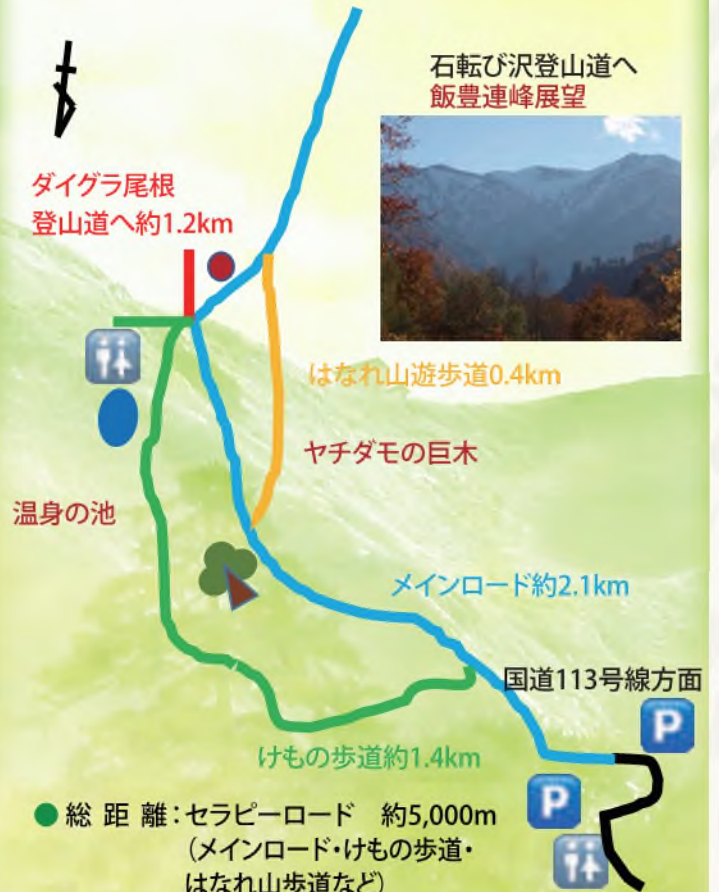 石転び沢登山道へ
飯豊連峰展望
ダイグラ尾根
登山道へ約1.2km
はなれ山遊歩道0.4km
ヤチダモの巨木
温身の池
メインロード約2.1km
国道113号線方面
P
けもの歩道約1.4km
P
●総 距 離：セラピーロード　約5,000m
（メインロード・けもの歩道・
はなれ山歩道など）